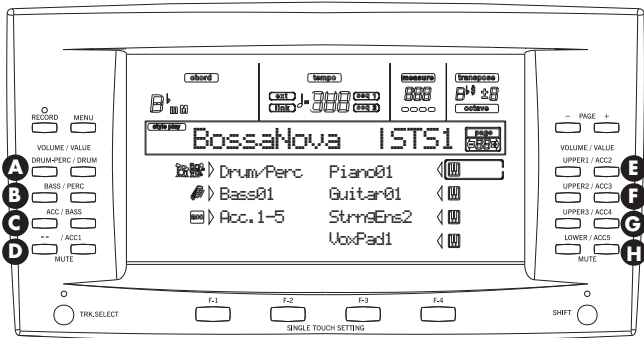 chord
tempo
measure
transpose
ext
link
seq 1
seq 2
octave
RECORD MENU
- PAGE +
style play
BossaNova |STS1
page
VOLUME / VALUE
VOLUME / VALUE
A DRUM-PERC / DRUM
Drum/Perc Piano01
UPPER1 / ACC2 E
B BASS / PERC
Bass01 Guitar01
UPPER2 / ACC3 F
C ACC / BASS
ACC Acc.1-5 StrngEns2
UPPER3 / ACC4 G
D -- / ACC1
VoxPad1
LOWER / ACC5 H
MUTE
MUTE
TRK.SELECT
F-1 F-2 F-3 F-4
SHIFT
SINGLE TOUCH SETTING